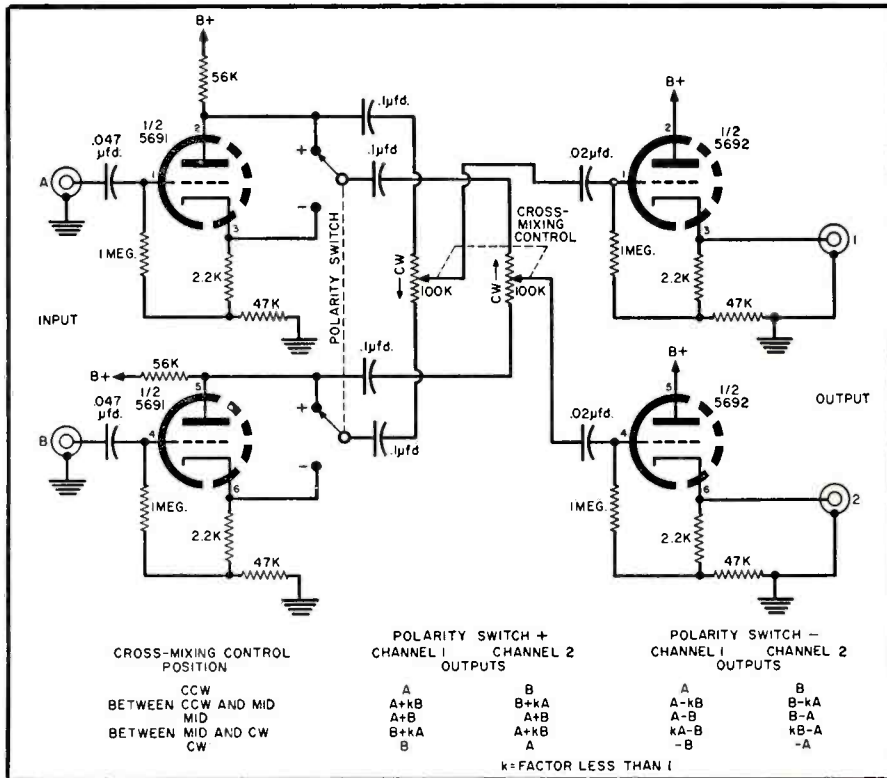 B+
56K
.1µfd.
1/2
5691
2
.047
µfd.
A
1
+
.1µfd.
-
3
1 MEG.
2.2K
47K
INPUT
POLARITY SWITCH
CW
100K
CROSS-
MIXING
CONTROL
CW
100K
B+
2
1/2
5692
.02µfd.
1
3
1
1MEG.
2.2K
47K
B+
56K
1/2
5691
5
.047
µfd.
B
4
.1µfd.
+
-
.1µfd
6
1MEG.
2.2K
47K
B+
5
1/2
5692
OUTPUT
.02µfd.
4
6
2
1MEG.
2.2K
47K
CROSS-MIXING CONTROL
POSITION
POLARITY SWITCH +
CHANNEL 1 CHANNEL 2
OUTPUTS
POLARITY SWITCH -
CHANNEL 1 CHANNEL 2
OUTPUTS
CCW A B A B
BETWEEN CCW AND MID A+kB B+kA A-kB B-kA
MID A+B A+B A-B B-A
BETWEEN MID AND CW B+kA A+kB kA-B kB-A
CW B A -B -A
k=FACTOR LESS THAN 1